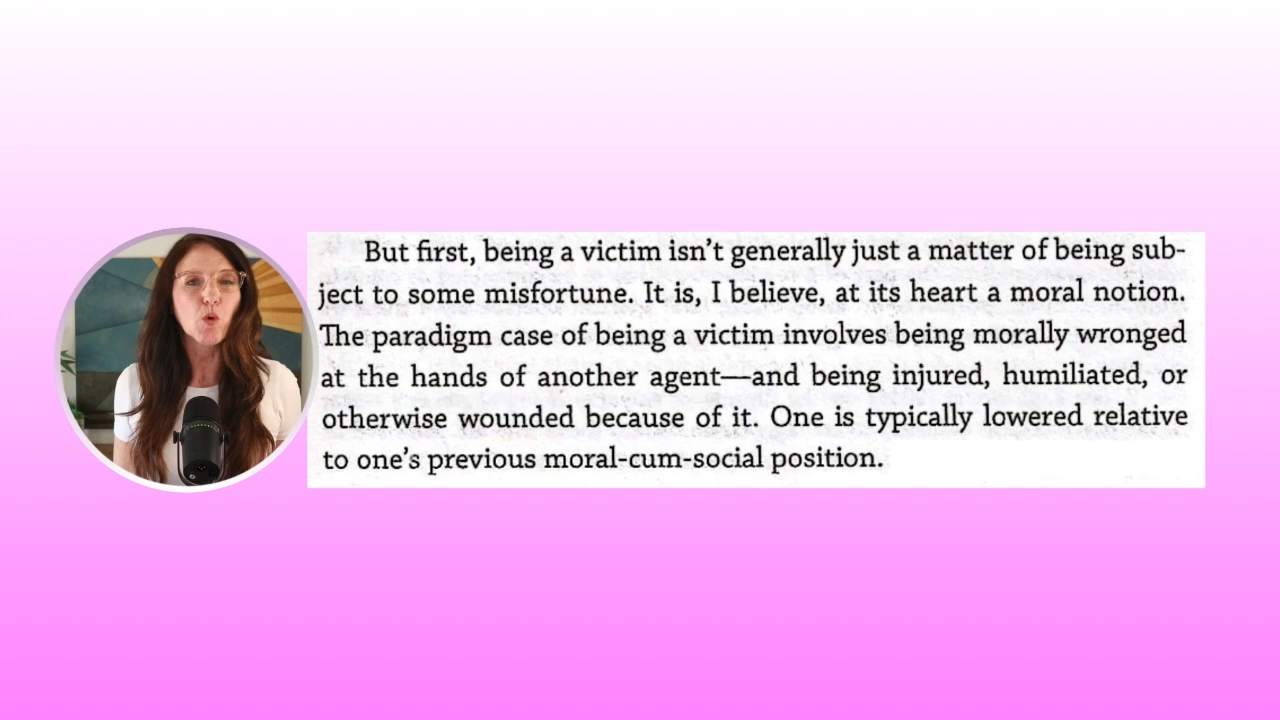 But first, being a victim isn’t generally just a matter of being sub-
ject to some misfortune. It is, I believe, at its heart a moral notion.
The paradigm case of being a victim involves being morally wronged
at the hands of another agent—and being injured, humiliated, or
otherwise wounded because of it. One is typically lowered relative
to one’s previous moral-cum-social position.